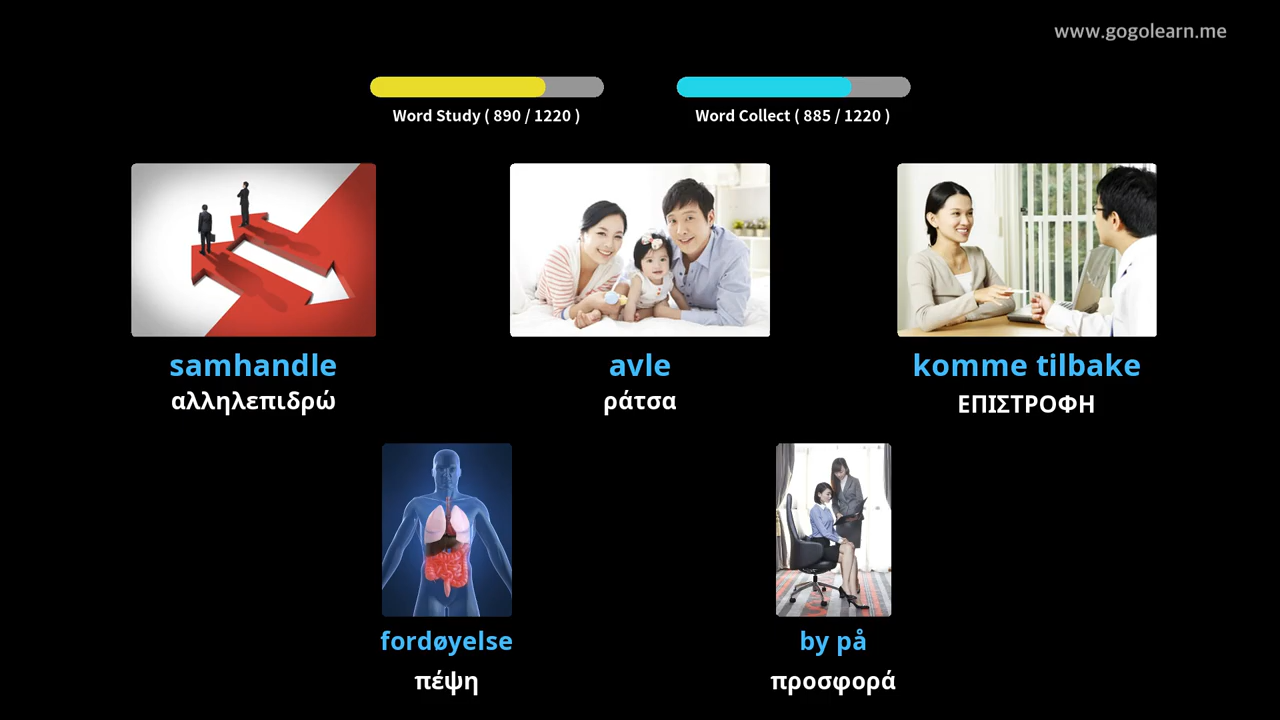 www.gogolearn.me
Word Study ( 890 / 1220 )
Word Collect ( 885 / 1220 )
samhandle
αλληλεπιδρώ
avle
ράτσα
komme tilbake
ΕΠΙΣΤΡΟΦΗ
fordøyelse
πέψη
by på
προσφορά